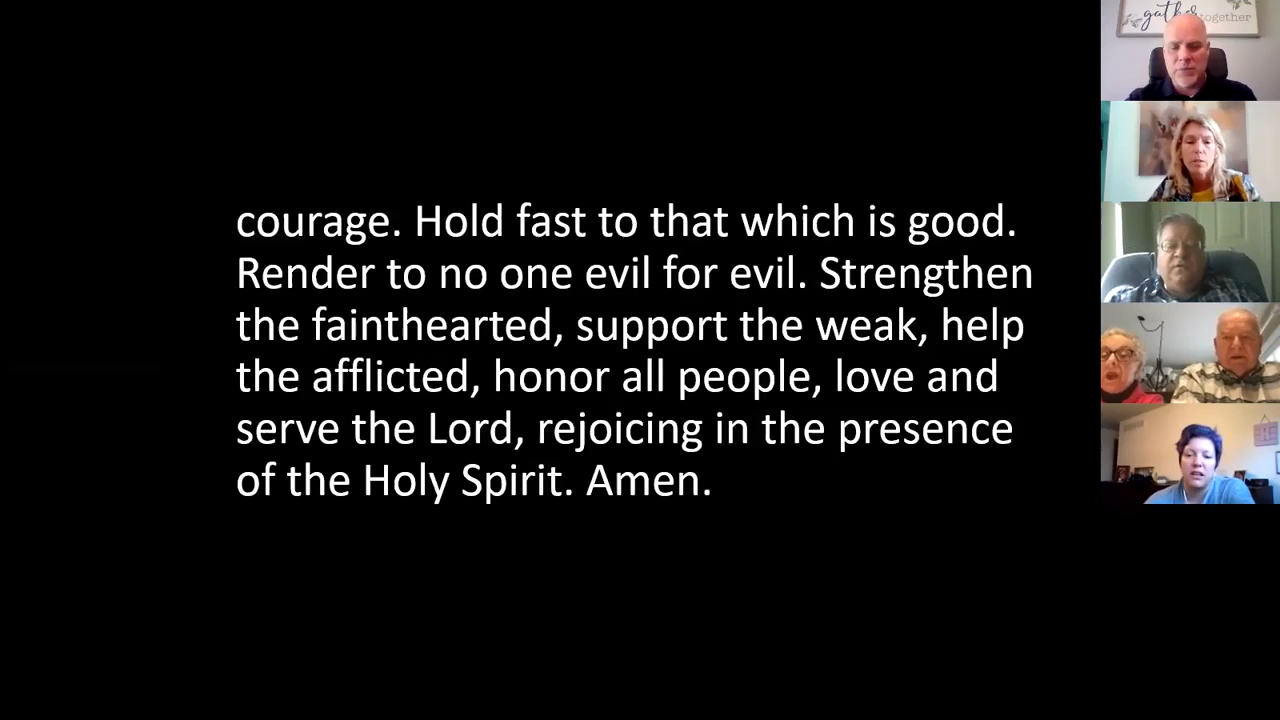 courage. Hold fast to that which is good.
Render to no one evil for evil. Strengthen
the fainthearted, support the weak, help
the afflicted, honor all people, love and
serve the Lord, rejoicing in the presence
of the Holy Spirit. Amen.
together